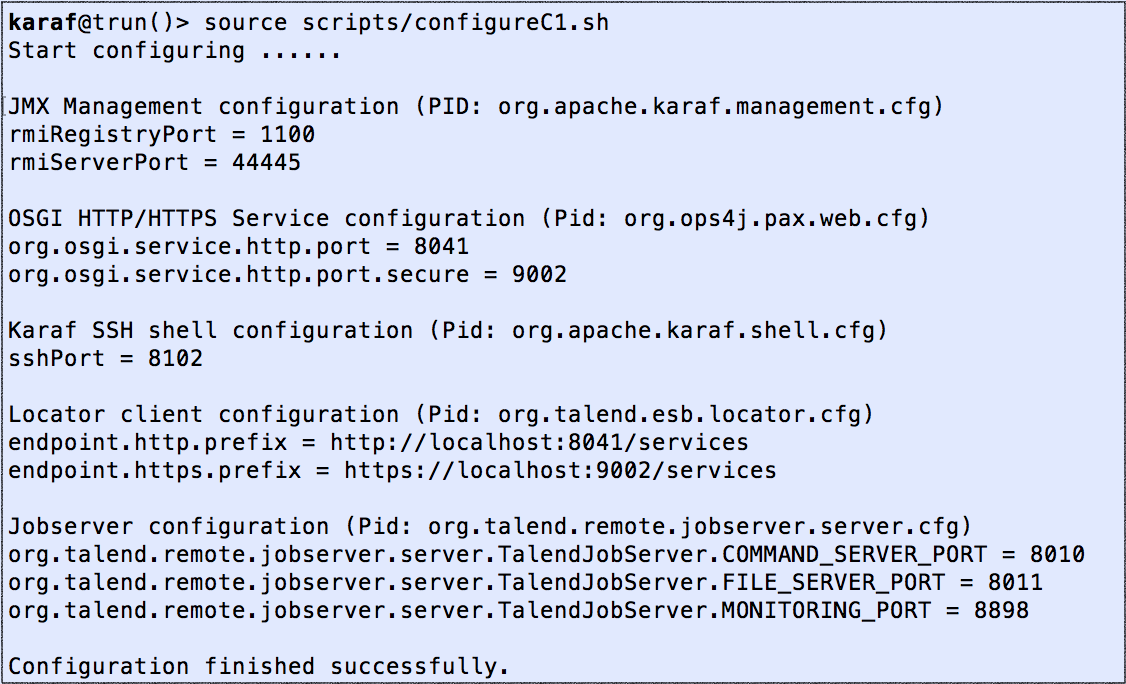 karaf@trun()> source scripts/configureC1.sh
Start configuring ......
JMX Management configuration (PID: org.apache.karaf.management.cfg)
rmiRegistryPort = 1100
rmiServerPort = 44445
OSGI HTTP/HTTPS Service configuration (Pid: org.ops4j.pax.web.cfg)
org.osgi.service.http.port = 8041
org.osgi.service.http.port.secure = 9002
Karaf SSH shell configuration (Pid: org.apache.karaf.shell.cfg)
sshPort = 8102
Locator client configuration (Pid: org.talend.esb.locator.cfg)
endpoint.http.prefix = http://localhost:8041/services
endpoint.https.prefix = https://localhost:9002/services
Jobserver configuration (Pid: org.talend.remote.jobserver.server.cfg)
org.talend.remote.jobserver.server.TalendJobServer.COMMAND_SERVER_PORT = 8010
org.talend.remote.jobserver.server.TalendJobServer.FILE_SERVER_PORT = 8011
org.talend.remote.jobserver.server.TalendJobServer.MONITORING_PORT = 8898
Configuration finished successfully.